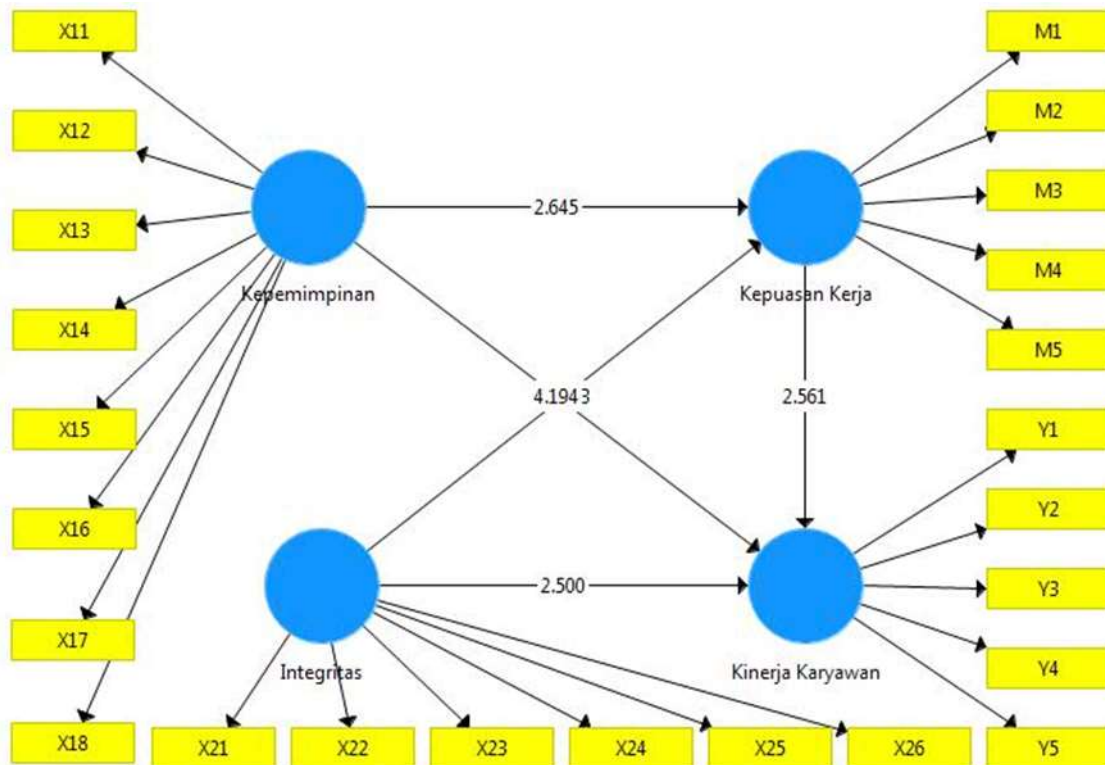 X11
M1
X12
M2
M3
X13
2.645
M4
Kepemimpinan
Kepuasan Kerja
X14
M5
4.1943
2.561
X15
Y1
X16
Y2
2.500
Y3
X17
Integritas
Kinerja Karyawan
Y4
X18
X21
X22
X23
X24
X25
X26
Y5